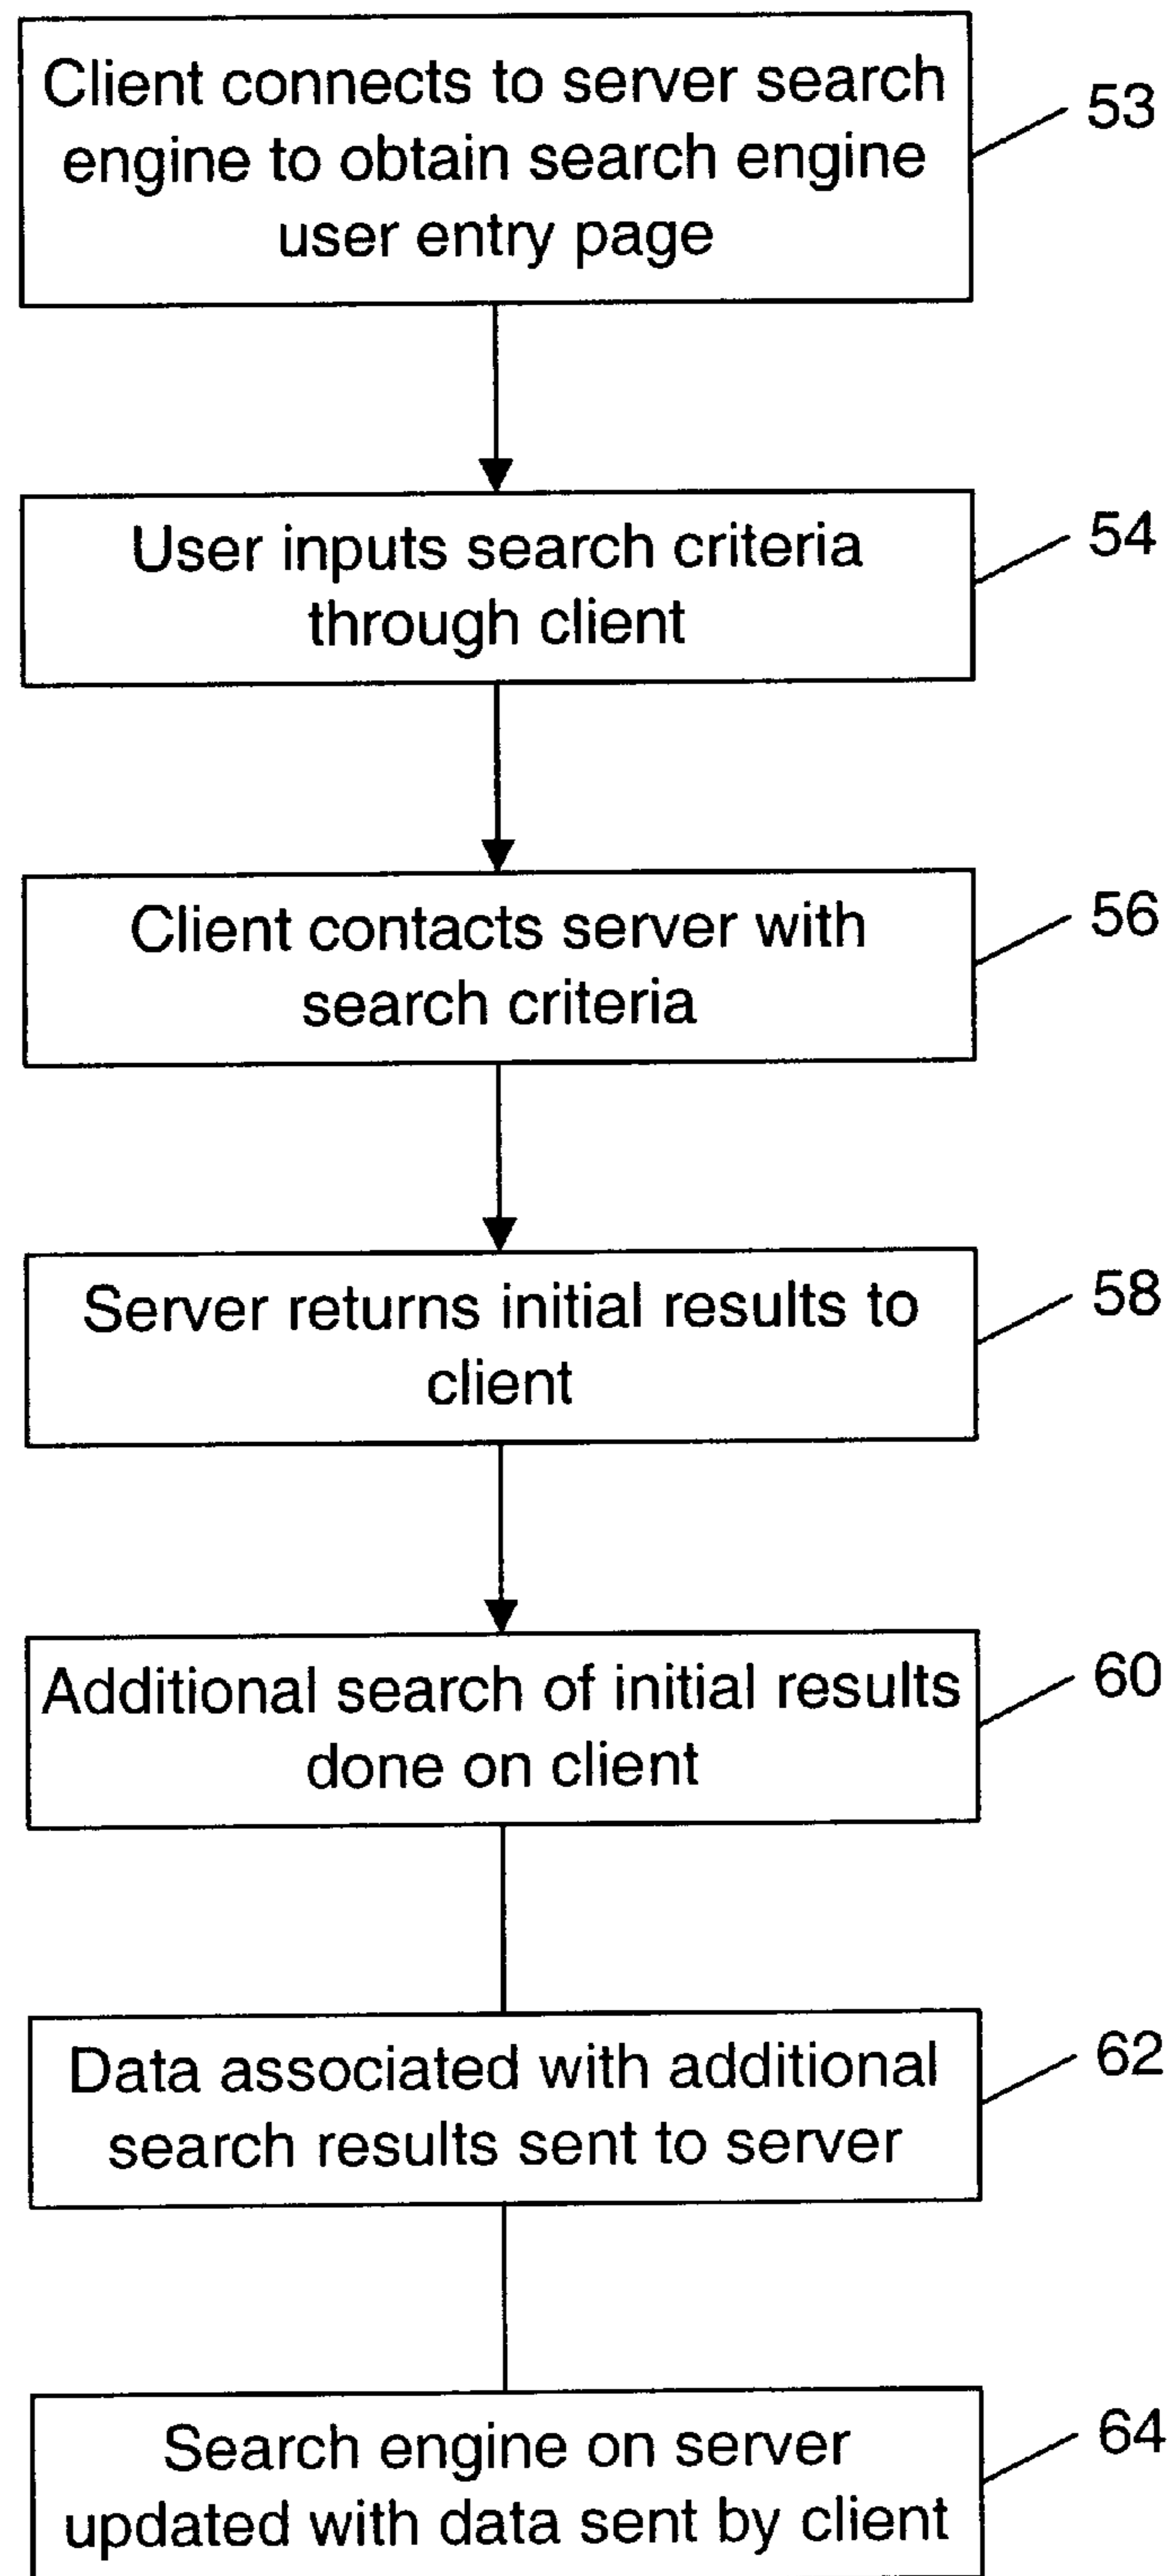 Client connects to server search
engine to obtain search engine
user entry page
53
User inputs search criteria
through client
54
Client contacts server with
search criteria
56
Server returns initial results to
client
58
Additional search of initial results
done on client
60
Data associated with additional
search results sent to server
62
Search engine on server
updated with data sent by client
64